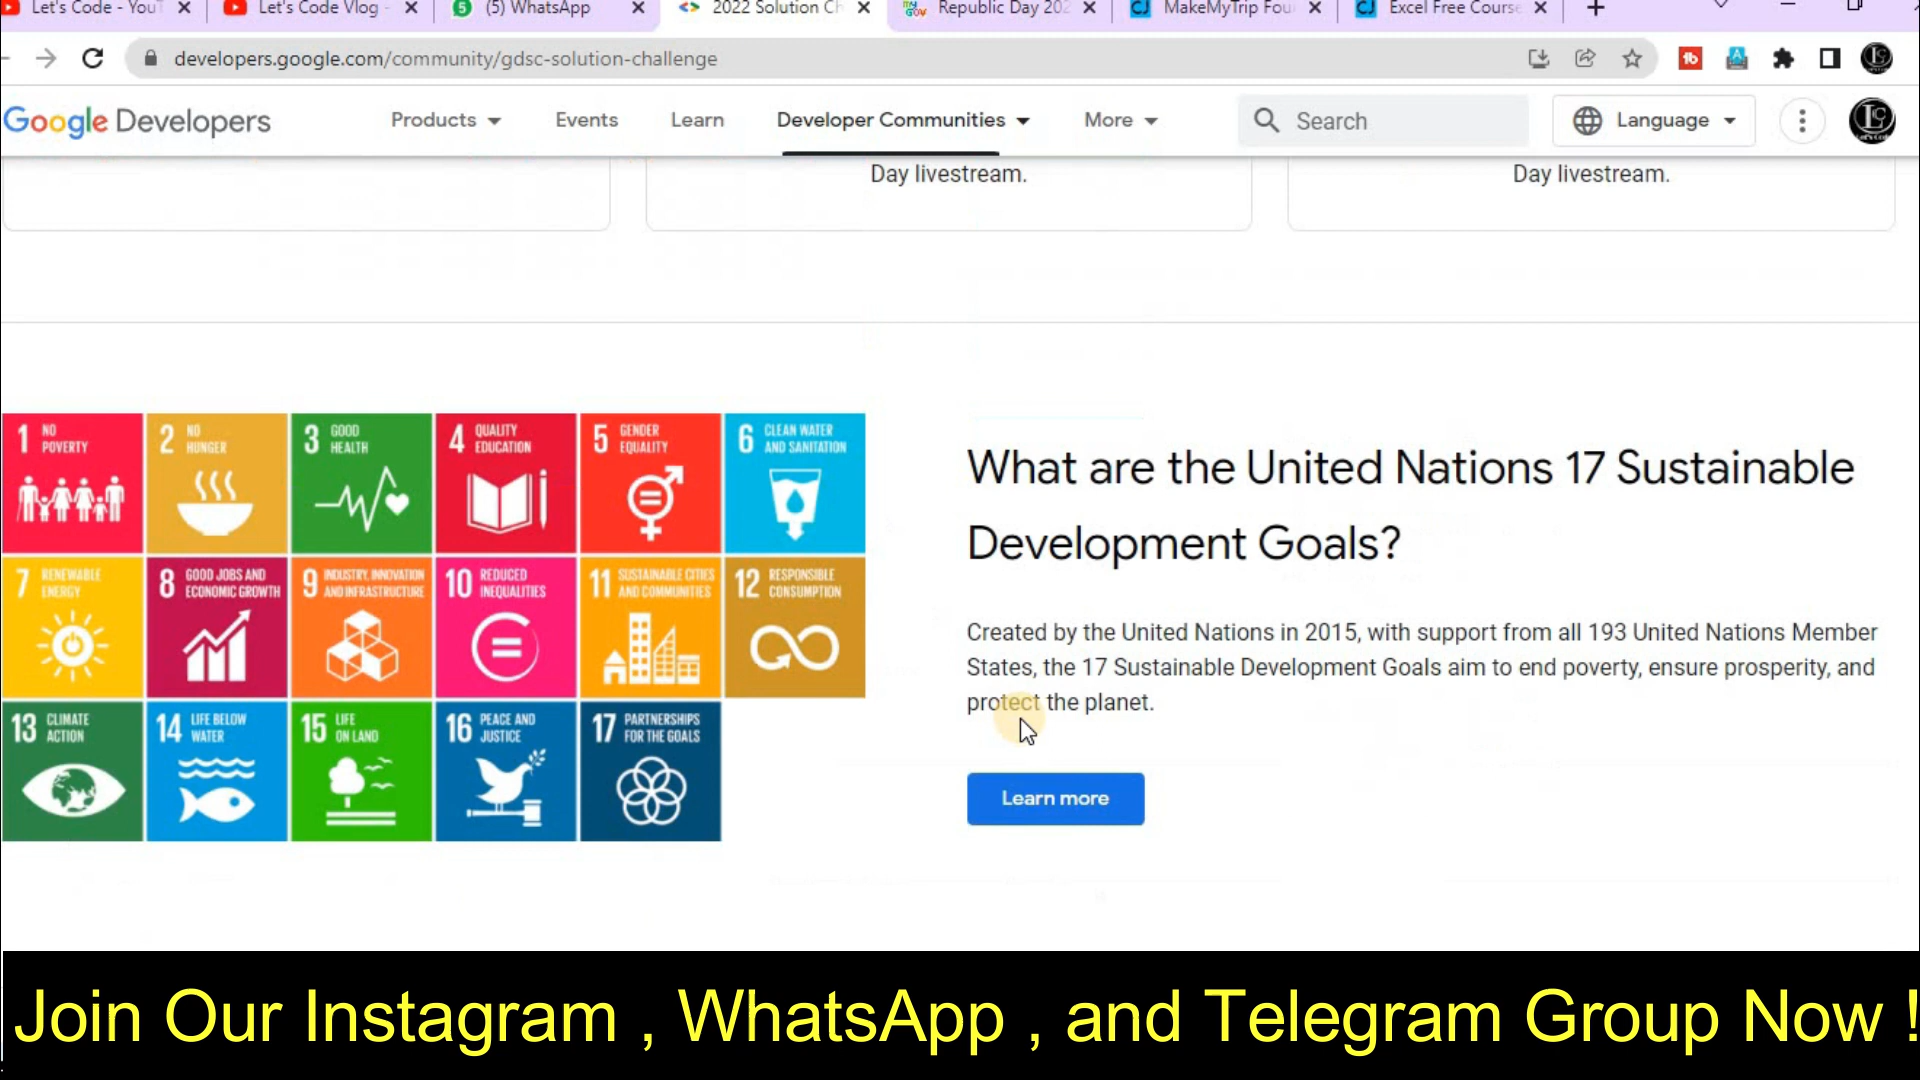 Let's Code - YouT
Let's Code Vlog -
5 (5) WhatsApp
2022 Solution Ch
my GOV Republic Day 202
CJ MakeMyTrip Fou
CJ Excel Free Course
developers.google.com/community/gdsc-solution-challenge
Google Developers
Products
Events
Learn
Developer Communities
More
Search
Language
Day livestream.
Day livestream.
1 NO
POVERTY
2 NO
HUNGER
3 GOOD
HEALTH
4 QUALITY
EDUCATION
5 GENDER
EQUALITY
6 CLEAN WATER
AND SANITATION
7 RENEWABLE
ENERGY
8 GOOD JOBS AND
ECONOMIC GROWTH
9 INDUSTRY, INNOVATION
AND INFRASTRUCTURE
10 REDUCED
INEQUALITIES
11 SUSTAINABLE CITIES
AND COMMUNITIES
12 RESPONSIBLE
CONSUMPTION
13 CLIMATE
ACTION
14 LIFE BELOW
WATER
15 LIFE
ON LAND
16 PEACE AND
JUSTICE
17 PARTNERSHIPS
FOR THE GOALS
What are the United Nations 17 Sustainable
Development Goals?
Created by the United Nations in 2015, with support from all 193 United Nations Member
States, the 17 Sustainable Development Goals aim to end poverty, ensure prosperity, and
protect the planet.
Learn more
Join Our Instagram , WhatsApp , and Telegram Group Now !